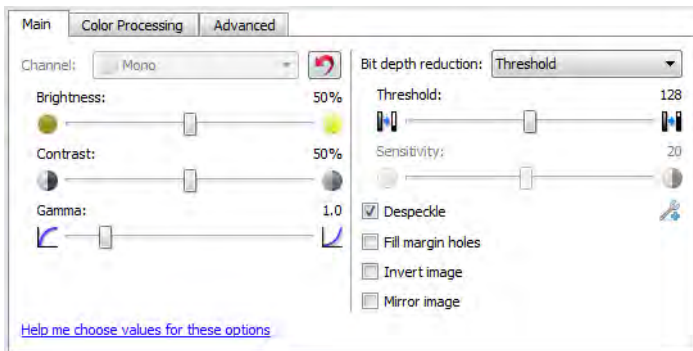 Main Color Processing Advanced
Channel: Mono
Brightness: 50%
Contrast: 50%
Gamma: 1.0
Help me choose values for these options
Bit depth reduction: Threshold
Threshold: 128
Sensitivity: 20
Despeckle
Fill margin holes
Invert image
Mirror image